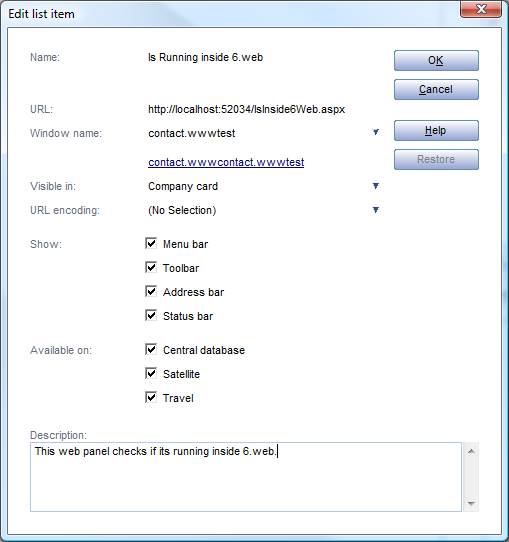 Edit list item
Name: Is Running inside 6.web
OK
Cancel
URL: http://localhost:52034/IsInside6Web.aspx
Window name: contact.wwwtest
Help
contact.wwwcontact.wwwtest
Restore
Visible in: Company card
URL encoding: (No Selection)
Show: Menu bar
Toolbar
Address bar
Status bar
Available on: Central database
Satellite
Travel
Description:
This web panel checks if its running inside 6.web.